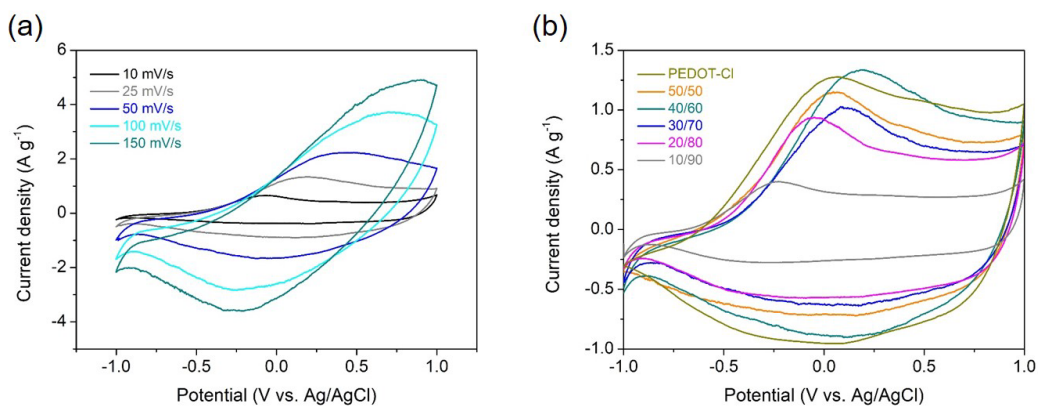 (a)
6
4
2
0
-2
-4
Current density (A g⁻¹)
10 mV/s
25 mV/s
50 mV/s
100 mV/s
150 mV/s
-1.0 -0.5 0.0 0.5 1.0
Potential (V vs. Ag/AgCl)
(b)
1.5
1.0
0.5
0.0
-0.5
-1.0
Current density (A g⁻¹)
PEDOT-Cl
50/50
40/60
30/70
20/80
10/90
-1.0 -0.5 0.0 0.5 1.0
Potential (V vs. Ag/AgCl)